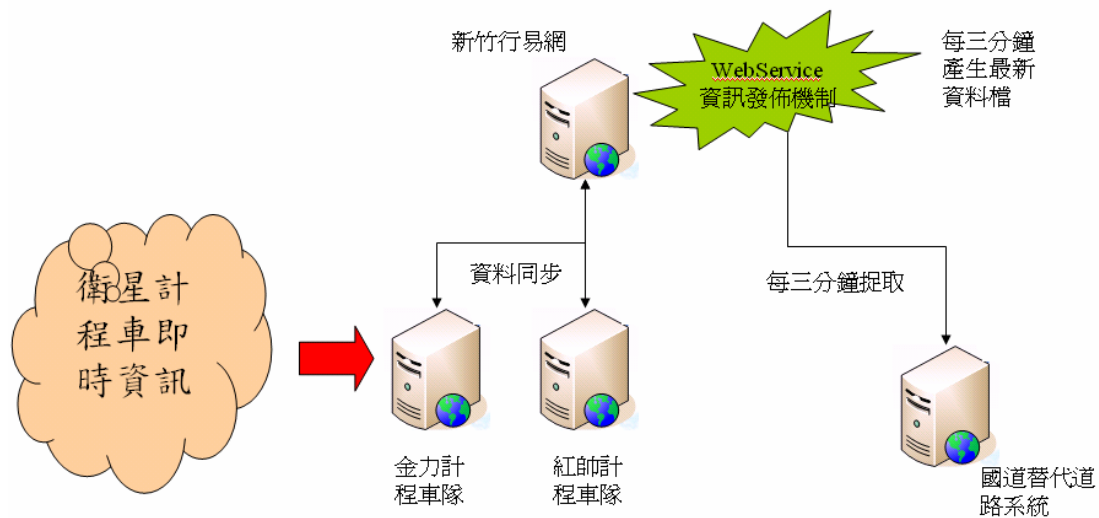 新竹行易網
WebService
資訊發佈機制
每三分鐘
產生最新
資料檔
衛星計
程車即
時資訊
資料同步
每三分鐘捉取
金力計
程車隊
紅帥計
程車隊
國道替代道
路系統